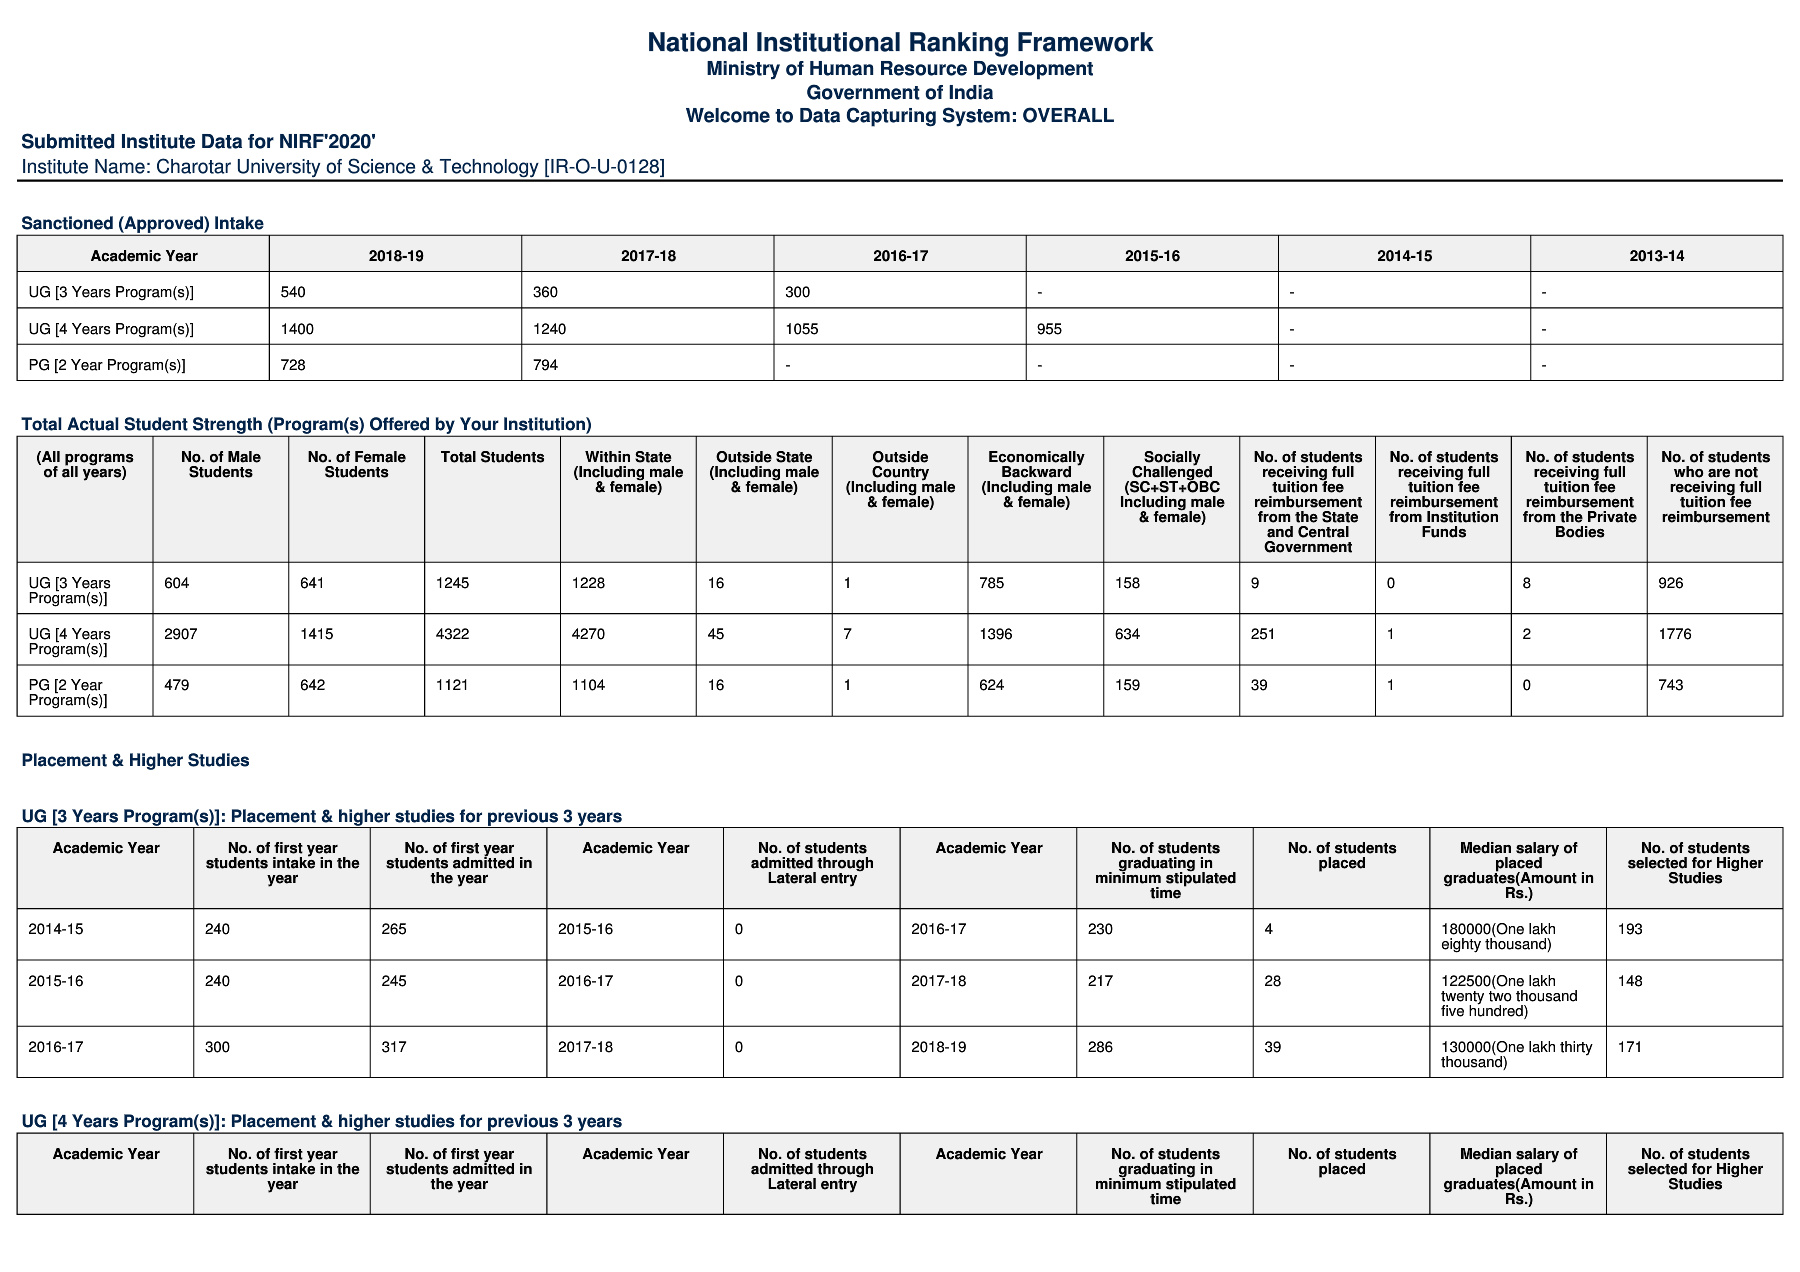 National Institutional Ranking Framework
Ministry of Human Resource Development
Government of India
Welcome to Data Capturing System: OVERALL
Submitted Institute Data for NIRF'2020'
Institute Name: Charotar University of Science & Technology [IR-O-U-0128]
Sanctioned (Approved) Intake
Academic Year 2018-19 2017-18 2016-17 2015-16 2014-15 2013-14
UG [3 Years Program(s)] 540 360 300 - - -
UG [4 Years Program(s)] 1400 1240 1055 955 - -
PG [2 Year Program(s)] 728 794 - - - -
Total Actual Student Strength (Program(s) Offered by Your Institution)
(All programs No. of Male No. of Female Total Students Within State Outside State Outside Economically Socially No. of students No. of students No. of students No. of students
of all years) Students Students (Including male (Including male Country Backward Challenged receiving full receiving full receiving full who are not
& female) & female) (Including male (Including male (SC+ST+OBC tuition fee tuition fee tuition fee receiving full
& female) & female) Including male reimbursement reimbursement reimbursement tuition fee
& female) from the State from Institution from the Private reimbursement
and Central Funds Bodies
Government
UG [3 Years 604 641 1245 1228 16 1 785 158 9 0 8 926
Program(s)]
UG [4 Years 2907 1415 4322 4270 45 7 1396 634 251 1 2 1776
Program(s)]
PG [2 Year 479 642 1121 1104 16 1 624 159 39 1 0 743
Program(s)]
Placement & Higher Studies
UG [3 Years Program(s)]: Placement & higher studies for previous 3 years
Academic Year No. of first year No. of first year Academic Year No. of students Academic Year No. of students No. of students Median salary of No. of students
students intake in the students admitted in admitted through graduating in placed placed selected for Higher
year the year Lateral entry minimum stipulated graduates(Amount in Studies
time Rs.)
2014-15 240 265 2015-16 0 2016-17 230 4 180000(One lakh 193
eighty thousand)
2015-16 240 245 2016-17 0 2017-18 217 28 122500(One lakh 148
twenty two thousand
five hundred)
2016-17 300 317 2017-18 0 2018-19 286 39 130000(One lakh thirty 171
thousand)
UG [4 Years Program(s)]: Placement & higher studies for previous 3 years
Academic Year No. of first year No. of first year Academic Year No. of students Academic Year No. of students No. of students Median salary of No. of students
students intake in the students admitted in admitted through graduating in placed placed selected for Higher
year the year Lateral entry minimum stipulated graduates(Amount in Studies
time Rs.)